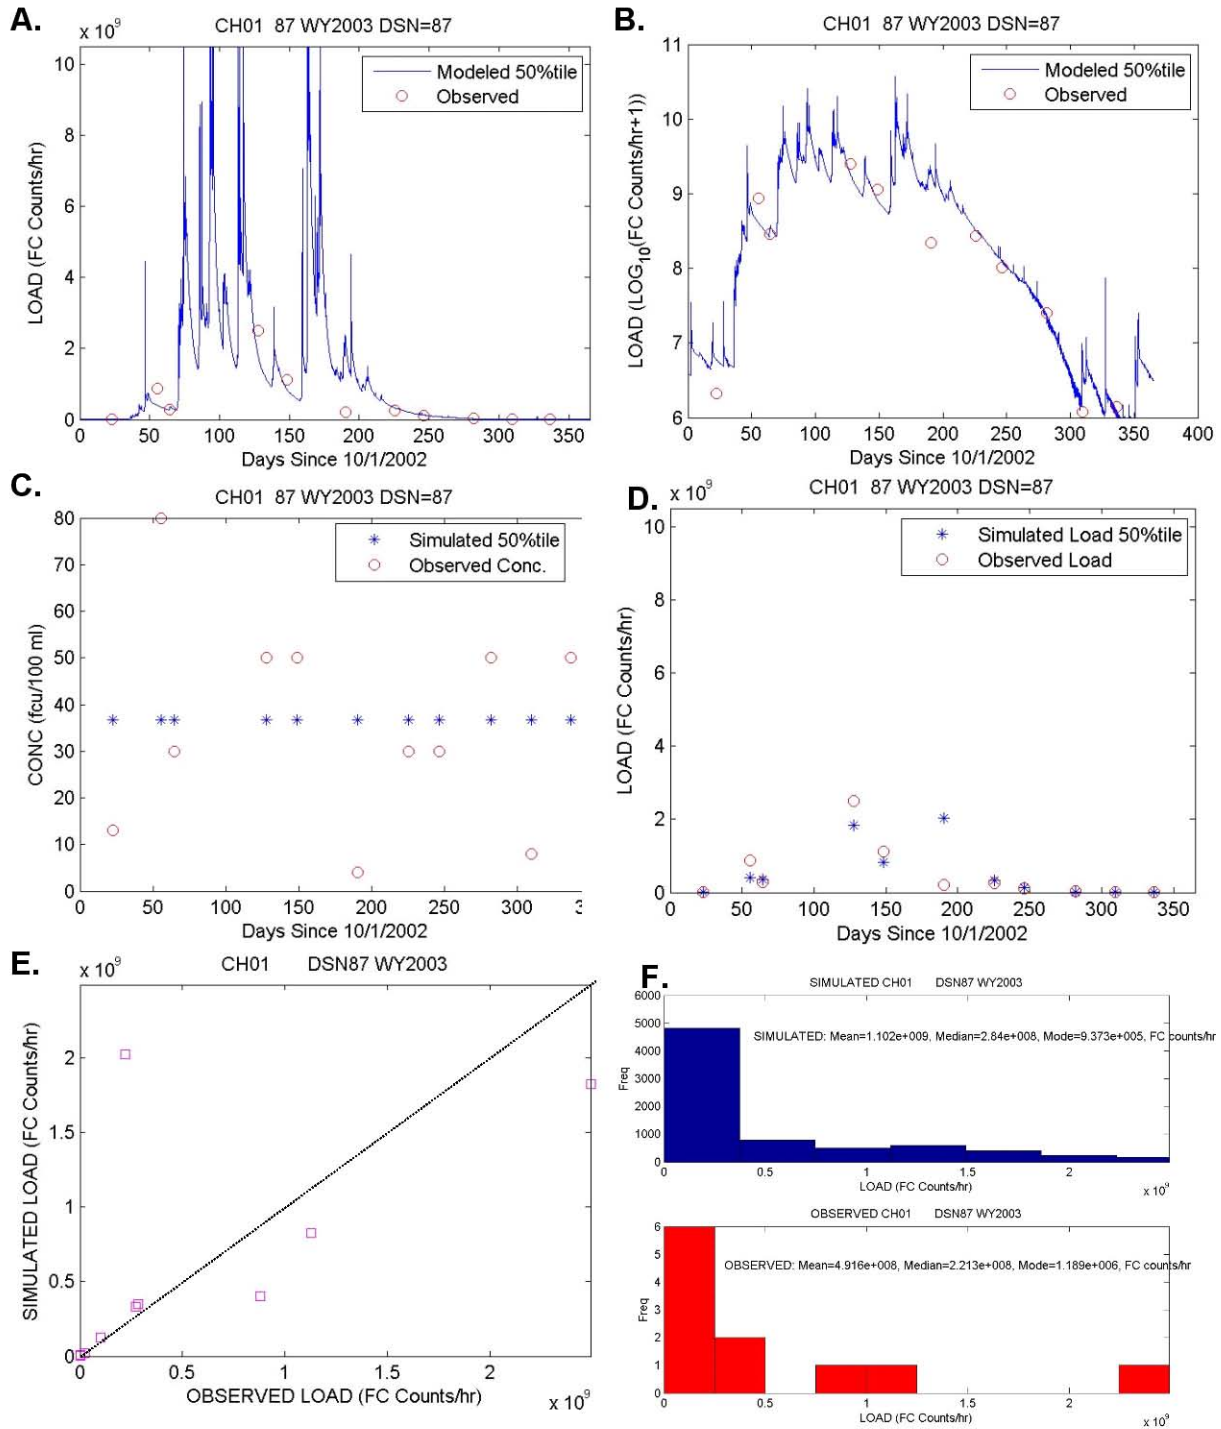 A.
CH01 87 WY2003 DSN=87
x 10^9
Modeled 50%tile
Observed
10
8
6
4
2
0
LOAD (FC Counts/hr)
0 50 100 150 200 250 300 350
Days Since 10/1/2002
B.
CH01 87 WY2003 DSN=87
Modeled 50%tile
Observed
11
10
9
8
7
6
LOAD (LOG10(FC Counts/hr+1))
0 50 100 150 200 250 300 350 400
Days Since 10/1/2002
C.
CH01 87 WY2003 DSN=87
Simulated 50%tile
Observed Conc.
80
70
60
50
40
30
20
10
0
CONC (fcu/100 ml)
0 50 100 150 200 250 300
Days Since 10/1/2002
D.
x 10^9
CH01 87 WY2003 DSN=87
Simulated Load 50%tile
Observed Load
10
8
6
4
2
0
LOAD (FC Counts/hr)
0 50 100 150 200 250 300 350
Days Since 10/1/2002
E.
x 10^9
CH01 DSN87 WY2003
2
1.5
1
0.5
0
SIMULATED LOAD (FC Counts/hr)
0 0.5 1 1.5 2
OBSERVED LOAD (FC Counts/hr)
x 10^9
F.
SIMULATED CH01 DSN87 WY2003
SIMULATED: Mean=1.102e+009, Median=2.84e+008, Mode=9.373e+005, FC counts/hr
6000
5000
4000
3000
2000
1000
0
Freq
0 0.5 1 1.5 2
LOAD (FC Counts/hr)
x 10^9
OBSERVED CH01 DSN87 WY2003
OBSERVED: Mean=4.916e+008, Median=2.213e+008, Mode=1.189e+006, FC counts/hr
6
5
4
3
2
1
0
Freq
0 0.5 1 1.5 2
LOAD (FC Counts/hr)
x 10^9